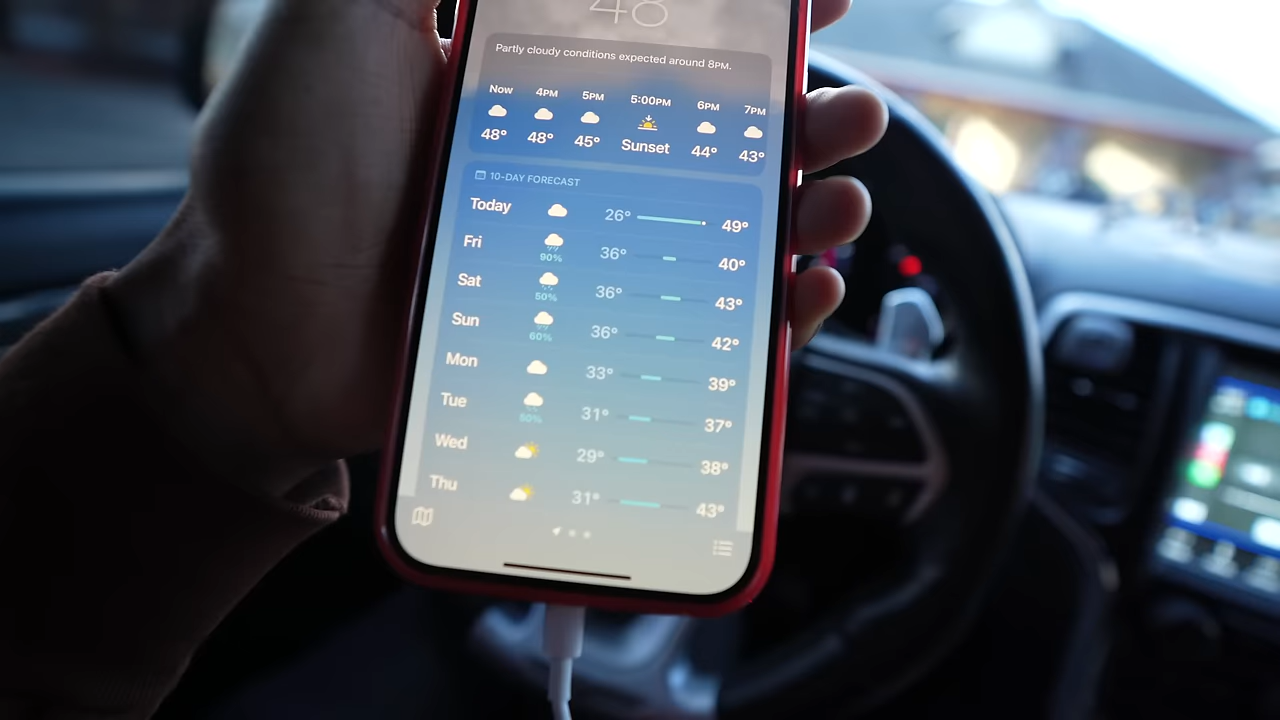 48
Partly cloudy conditions expected around 8PM.
Now 4PM 5PM 5:00PM 6PM 7PM
48° 48° 45° Sunset 44° 43°
10-DAY FORECAST
Today 26° 49°
Fri 90% 36° 40°
Sat 50% 36° 43°
Sun 60% 36° 42°
Mon 33° 39°
Tue 50% 31° 37°
Wed 29° 38°
Thu 31° 43°